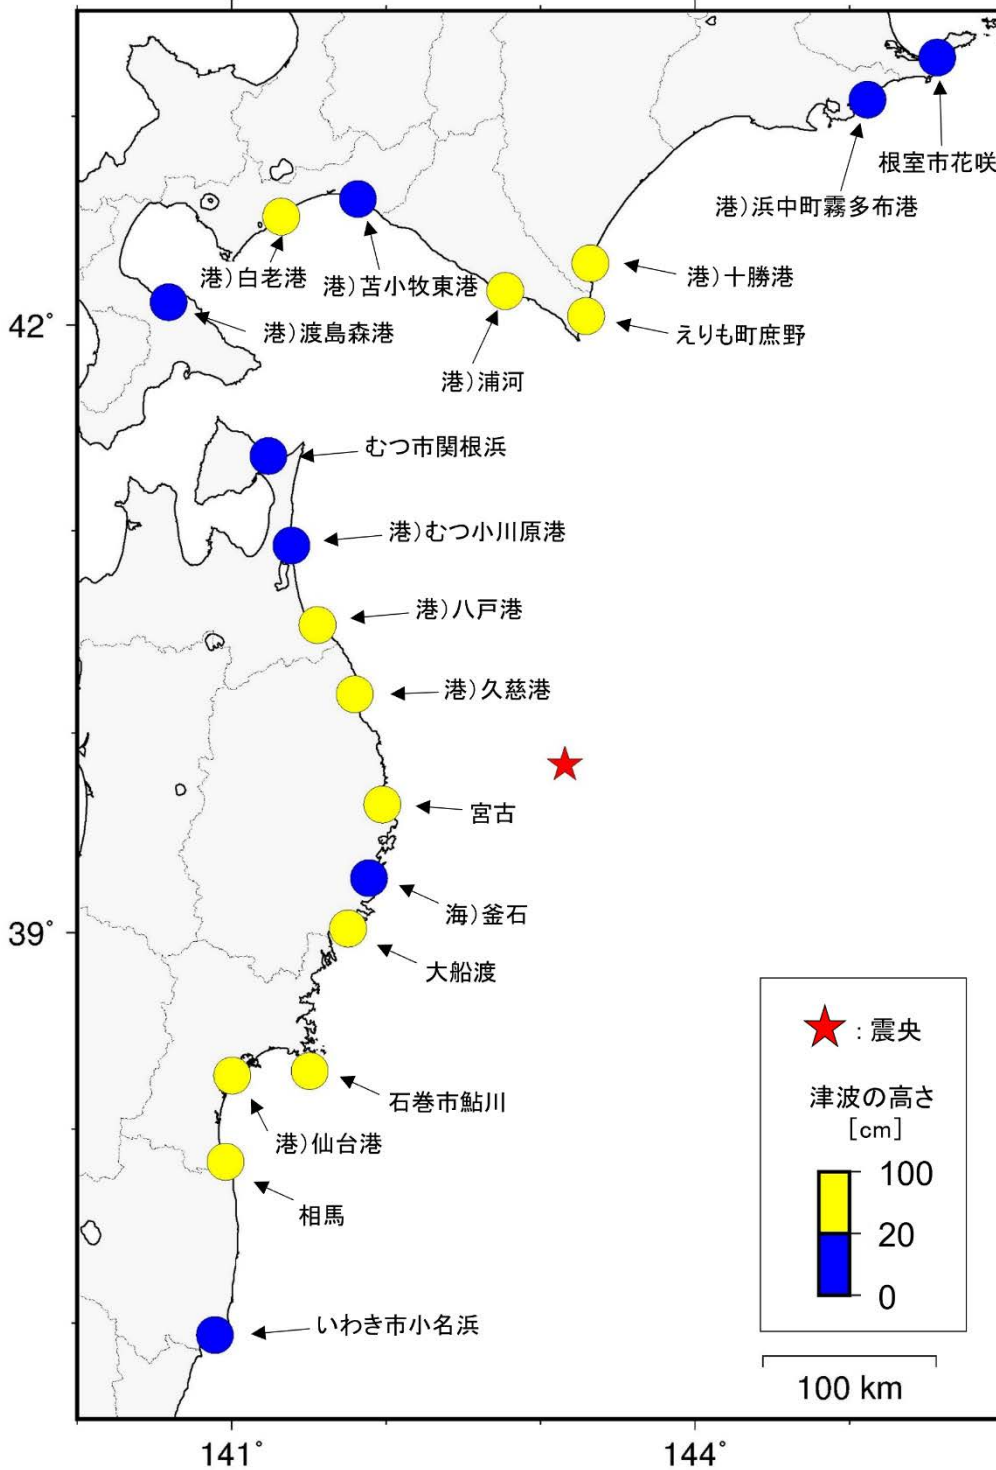 根室市花咲
港)浜中町霧多布港
港)白老港
港)苫小牧東港
港)十勝港
港)渡島森港
42°
えりも町庶野
港)浦河
むつ市関根浜
港)むつ小川原港
港)八戸港
港)久慈港
宮古
海)釜石
39°
大船渡
:震央
石巻市鮎川
津波の高さ
[cm]
港)仙台港
100
相馬
20
0
いわき市小名浜
100 km
141°
144°